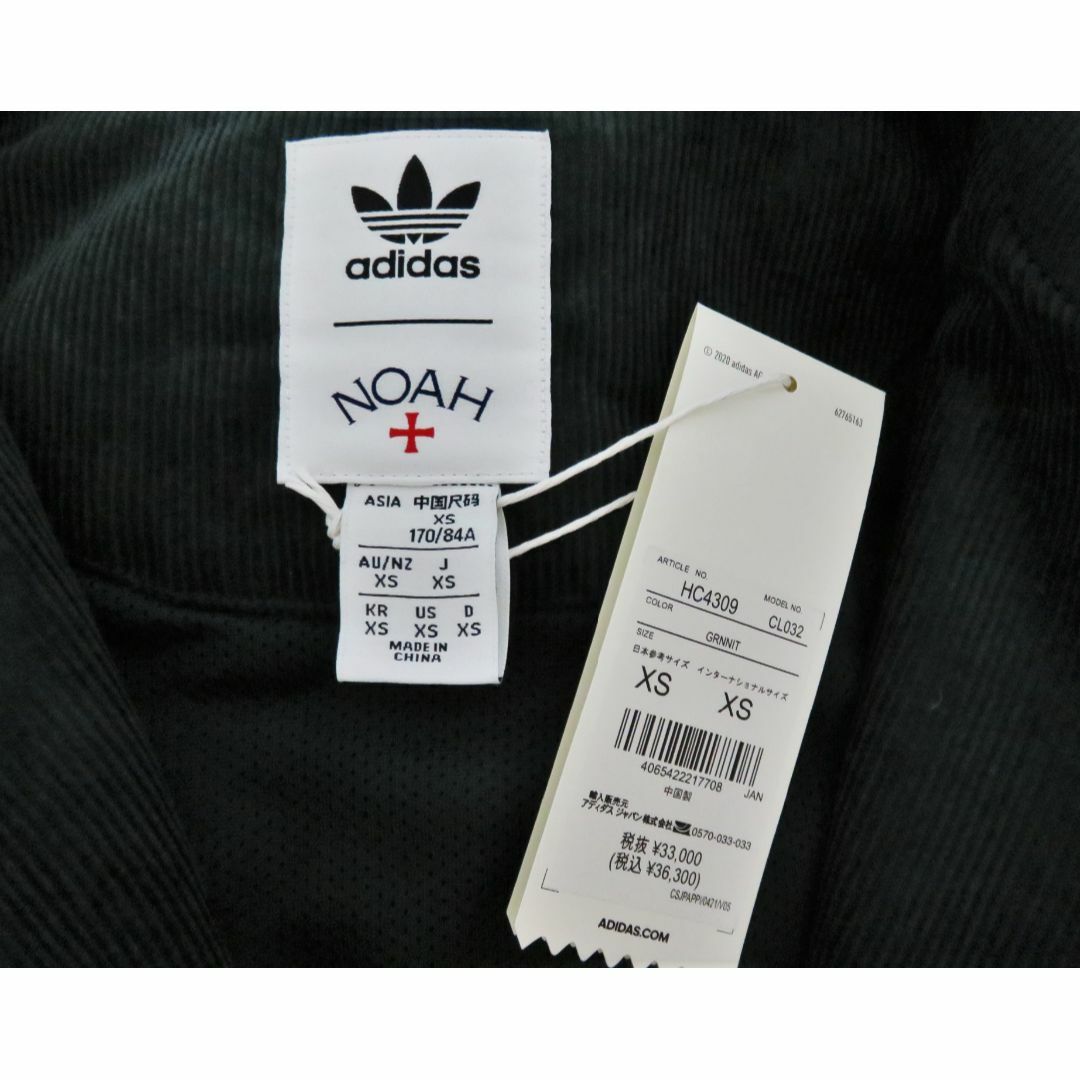 adidas
NOAH
ASIA 中国尺码
XS
170/84A
AU/NZ J
XS XS
KR US D
XS XS XS
MADE IN
CHINA
© 2020 adidas
62765163
ARTICLE NO. MODEL NO.
HC4309 CL032
COLOR
GRNNIT
SIZE
日本参考サイズ インターナショナルサイズ
XS XS
4065422217708 JAN
中国製
輸入販売元
アディダス ジャパン株式会社 0570-033-033
税抜 ¥33,000
(税込 ¥36,300)
CSJPAPP/0421/V05
ADIDAS.COM